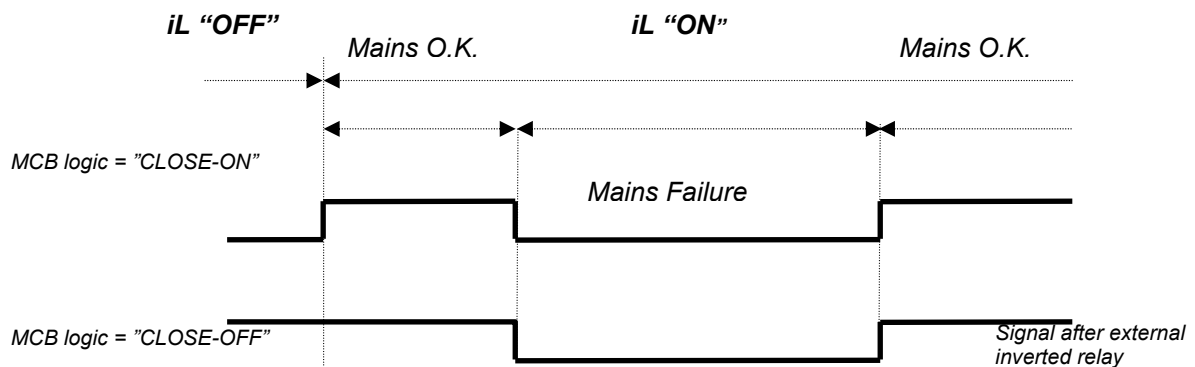 iL “OFF”
iL “ON”
Mains O.K.
Mains O.K.
MCB logic = ”CLOSE-ON”
Mains Failure
MCB logic = ”CLOSE-OFF”
Signal after external
inverted relay